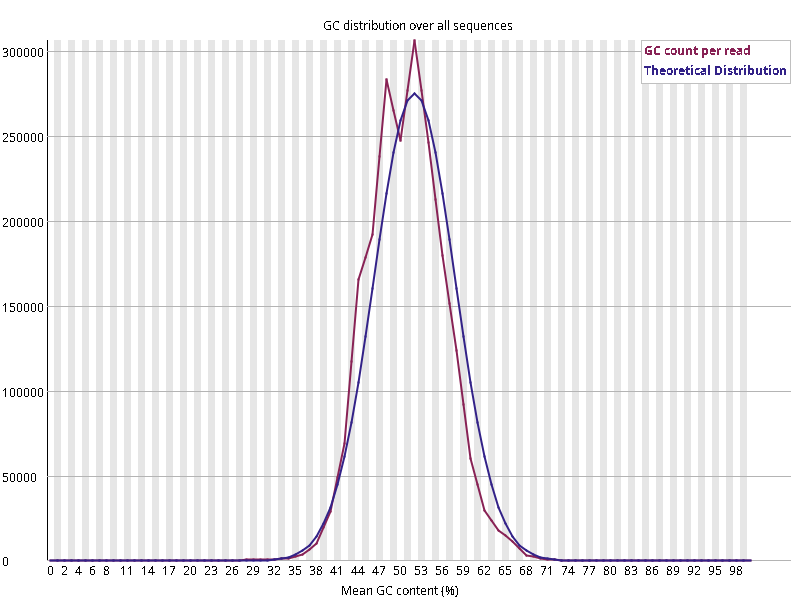 GC distribution over all sequences
GC count per read
Theoretical Distribution
300000
250000
200000
150000
100000
50000
0
0 2 4 6 8 11 14 17 20 23 26 29 32 35 38 41 44 47 50 53 56 59 62 65 68 71 74 77 80 83 86 89 92 95 98
Mean GC content (%)